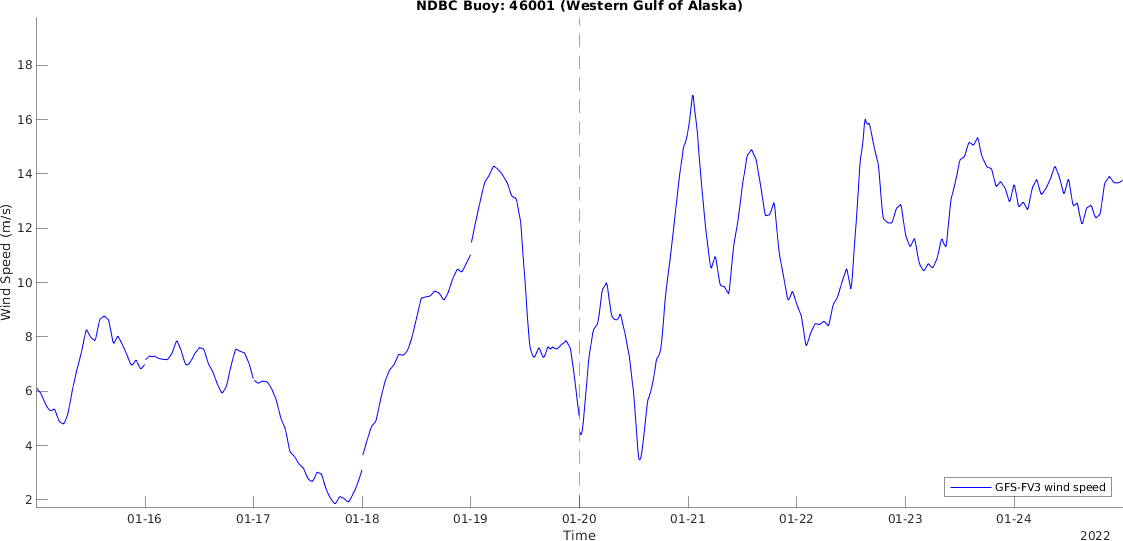 NDBC Buoy: 46001 (Western Gulf of Alaska)
Wind Speed (m/s)
18
16
14
12
10
8
6
4
2
GFS-FV3 wind speed
01-16 01-17 01-18 01-19 01-20 01-21 01-22 01-23 01-24
Time
2022